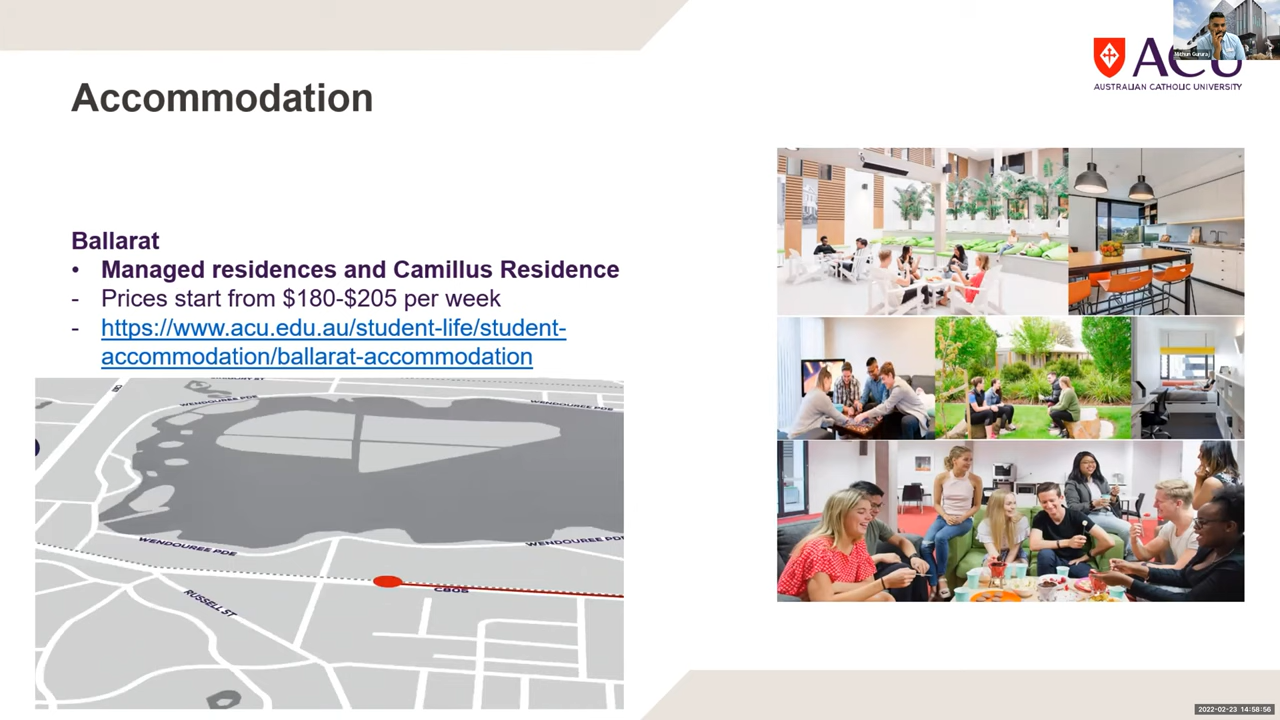 Mithun Gururaj
ACU
AUSTRALIAN CATHOLIC UNIVERSITY
Accommodation
Ballarat
• Managed residences and Camillus Residence
- Prices start from $180-$205 per week
- https://www.acu.edu.au/student-life/student-
accommodation/ballarat-accommodation
WENDOUREE PDE
WENDOUREE PDE
WENDOUREE PDE
WENDOUREE PDE
RUSSELL ST
2022-02-23 14:58:56